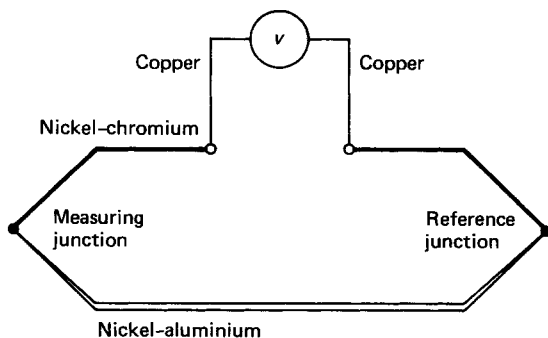 v
Copper
Copper
Nickel–chromium
Measuring
junction
Reference
junction
Nickel–aluminium